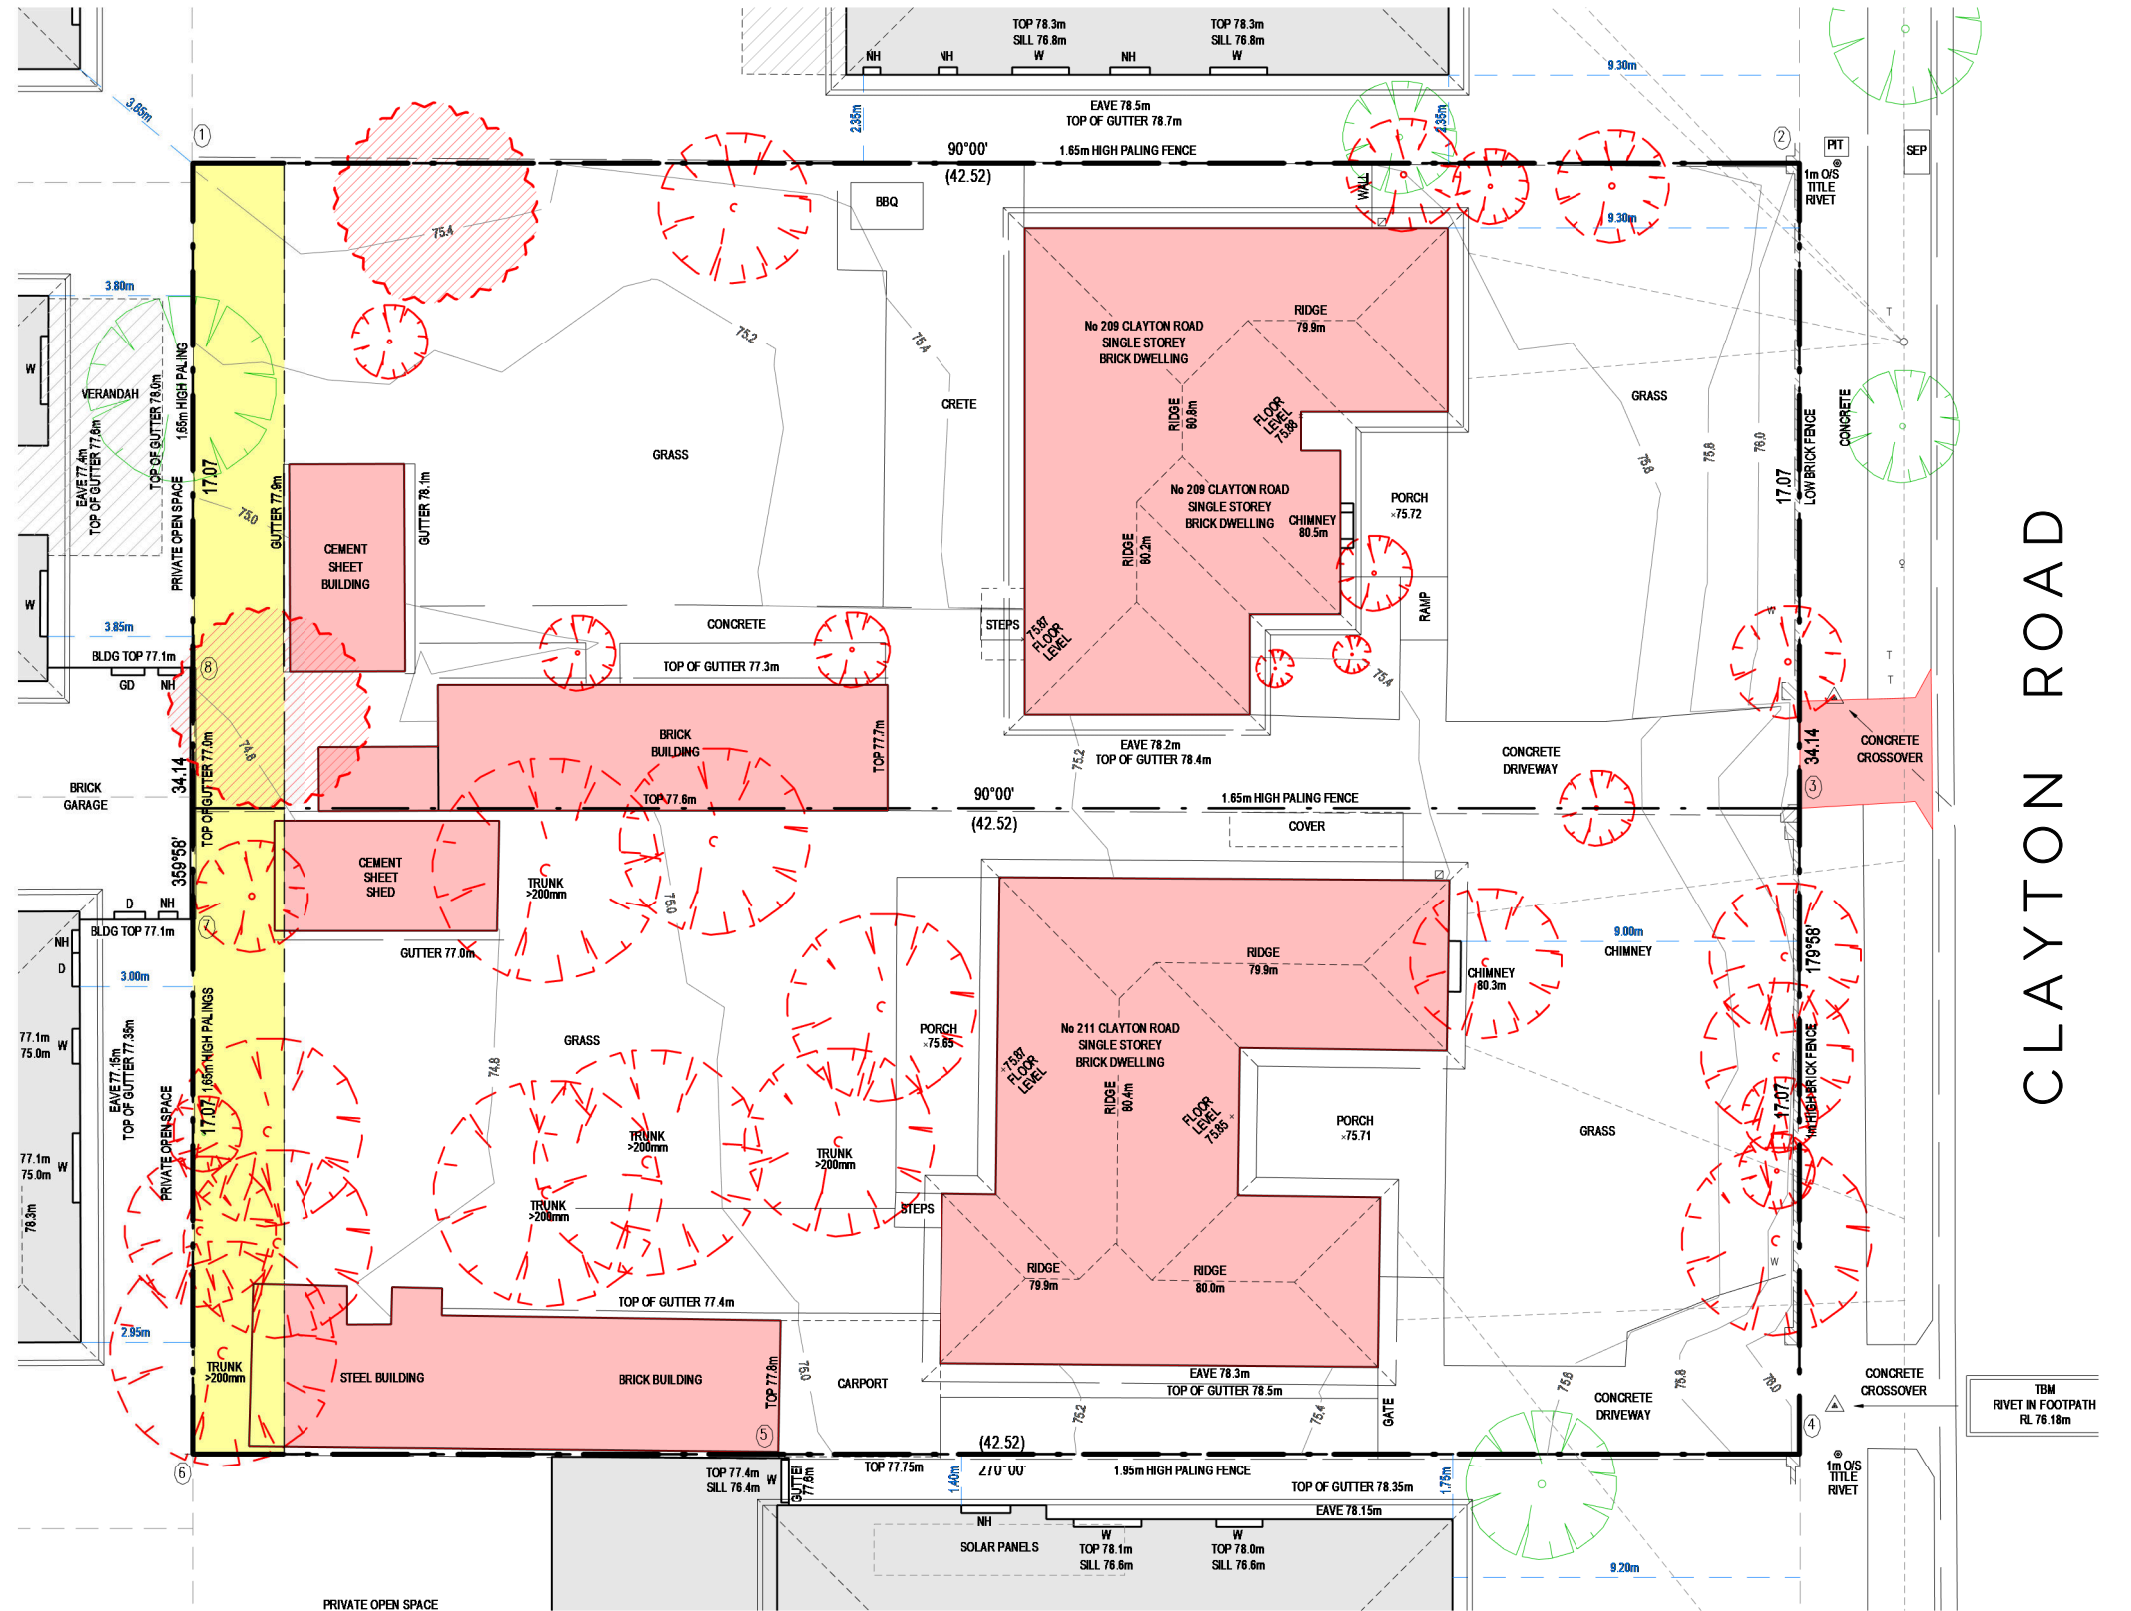 TOP 78.3m
SILL 76.8m
W
TOP 78.3m
SILL 76.8m
W
NH
NH
NH
9.30m
3.85m
2.35m
2.35m
EAVE 78.5m
TOP OF GUTTER 78.7m
1
90°00'
(42.52)
1.65m HIGH PALING FENCE
2
PIT
SEP
1m O/S
TITLE
RIVET
WALL
BBQ
9.30m
75.4
3.80m
75.2
75.4
RIDGE
79.9m
No 209 CLAYTON ROAD
SINGLE STOREY
BRICK DWELLING
T
W
VERANDAH
1.65m HIGH PALING
TOP OF GUTTER 78.0m
EAVE 77.4m
TOP OF GUTTER 77.8m
CRETE
RIDGE
80.8m
FLOOR
LEVEL
75.88
GRASS
GRASS
75.8
75.8
76.0
LOW BRICK FENCE
CONCRETE
17.07
17.07
PRIVATE OPEN SPACE
75.0
GUTTER 77.9m
GUTTER 78.1m
CEMENT
SHEET
BUILDING
No 209 CLAYTON ROAD
SINGLE STOREY
BRICK DWELLING
CHIMNEY
80.5m
RIDGE
80.2m
PORCH
×75.72
W
3.85m
BLDG TOP 77.1m
GD
NH
8
CONCRETE
TOP OF GUTTER 77.3m
STEPS
75.87
FLOOR
LEVEL
RAMP
75.4
W
T
T
CLAYTON ROAD
34.14
TOP OF GUTTER 77.0m
74.8
BRICK
BUILDING
TOP 77.7m
75.2
EAVE 78.2m
TOP OF GUTTER 78.4m
CONCRETE
DRIVEWAY
34.14
CONCRETE
CROSSOVER
BRICK
GARAGE
TOP 77.6m
90°00'
(42.52)
1.65m HIGH PALING FENCE
3
COVER
359°58'
CEMENT
SHEET
SHED
TRUNK
>200mm
75.0
D
NH
BLDG TOP 77.1m
7
NH
D
3.00m
GUTTER 77.0m
RIDGE
79.9m
9.00m
CHIMNEY
CHIMNEY
80.3m
179°58'
77.1m
75.0m
W
EAVE 77.15m
TOP OF GUTTER 77.35m
1.65m HIGH PALINGS
17.07
PRIVATE OPEN SPACE
GRASS
74.8
PORCH
×75.65
No 211 CLAYTON ROAD
SINGLE STOREY
BRICK DWELLING
75.87
FLOOR
LEVEL
RIDGE
80.4m
FLOOR
LEVEL
75.85
PORCH
×75.71
GRASS
17.07
1m HIGH BRICK FENCE
77.1m
75.0m
W
78.3m
TRUNK
>200mm
TRUNK
>200mm
TRUNK
>200mm
STEPS
RIDGE
79.9m
RIDGE
80.0m
W
TOP OF GUTTER 77.4m
2.95m
TRUNK
>200mm
STEEL BUILDING
BRICK BUILDING
TOP 77.8m
5
CARPORT
EAVE 78.3m
TOP OF GUTTER 78.5m
75.2
75.4
GATE
75.6
CONCRETE
DRIVEWAY
75.8
CONCRETE
CROSSOVER
4
TBM
RIVET IN FOOTPATH
RL 76.18m
6
TOP 77.4m
SILL 76.4m
W
77.6m
TOP 77.75m
(42.52)
270°00'
1.95m HIGH PALING FENCE
1.40m
1.75m
TOP OF GUTTER 78.35m
EAVE 78.15m
1m O/S
TITLE
RIVET
NH
SOLAR PANELS
W
TOP 78.1m
SILL 76.6m
W
TOP 78.0m
SILL 76.6m
9.20m
PRIVATE OPEN SPACE